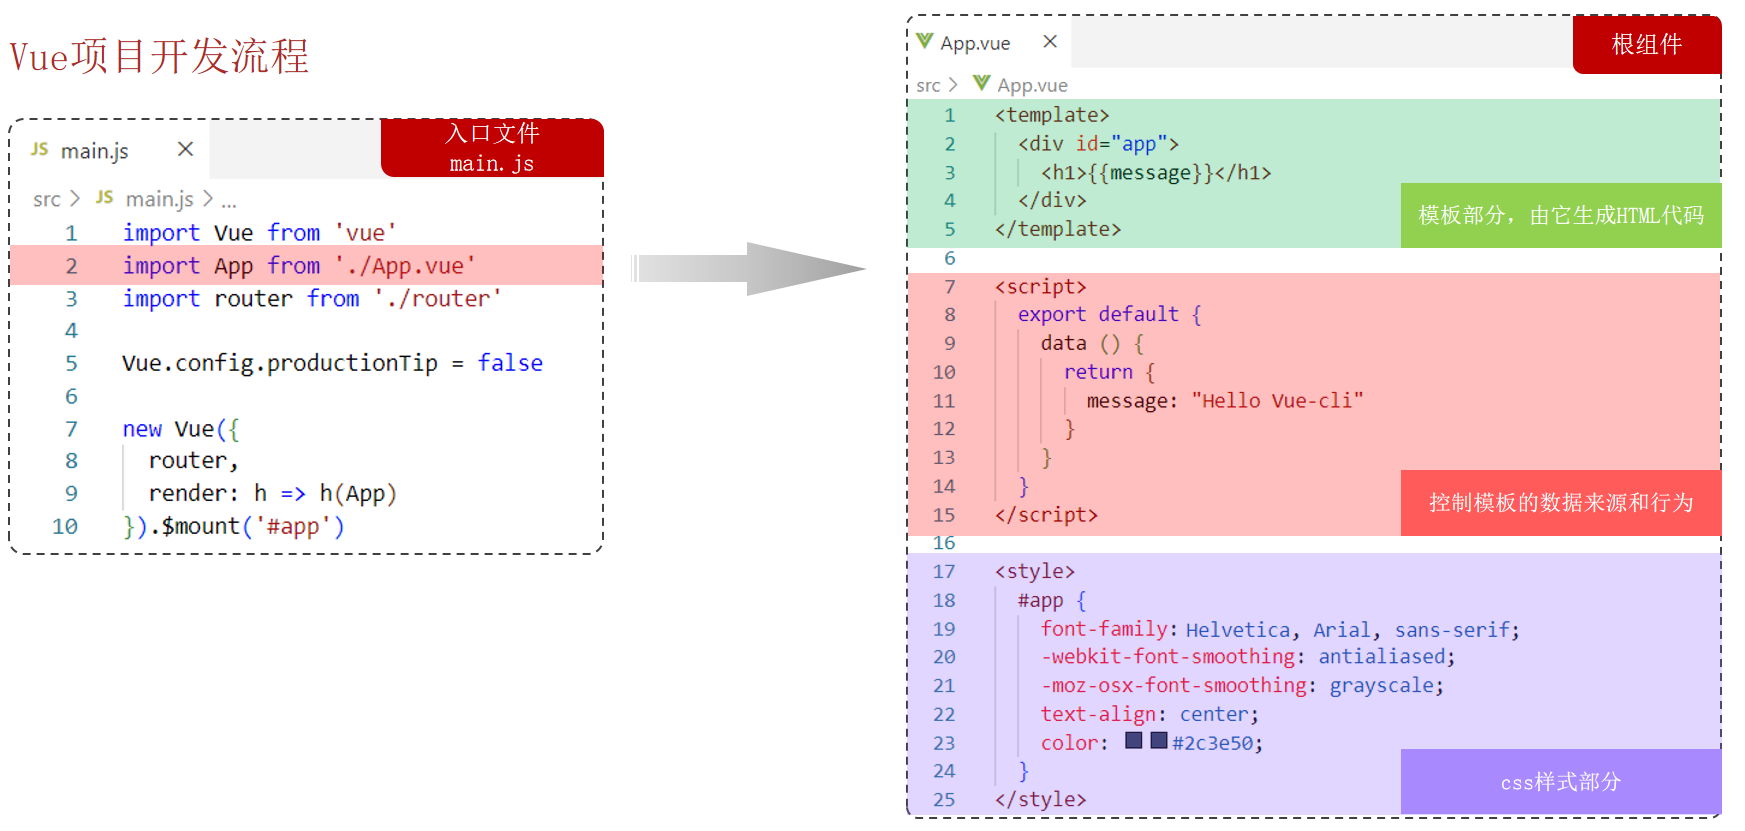 Vue项目开发流程
JS main.js ×
入口文件
main.js
src > JS main.js > ...
1 import Vue from 'vue'
2 import App from './App.vue'
3 import router from './router'
4
5 Vue.config.productionTip = false
6
7 new Vue({
8   router,
9   render: h => h(App)
10 }).$mount('#app')
App.vue ×
根组件
src > App.vue
1 <template>
2   <div id="app">
3     <h1>{{message}}</h1>
4   </div>
5 </template>
模板部分，由它生成HTML代码
6
7 <script>
8   export default {
9     data () {
10       return {
11         message: "Hello Vue-cli"
12       }
13     }
14   }
15 </script>
控制模板的数据来源和行为
16
17 <style>
18   #app {
19     font-family: Helvetica, Arial, sans-serif;
20     -webkit-font-smoothing: antialiased;
21     -moz-osx-font-smoothing: grayscale;
22     text-align: center;
23     color: #2c3e50;
24   }
25 </style>
css样式部分